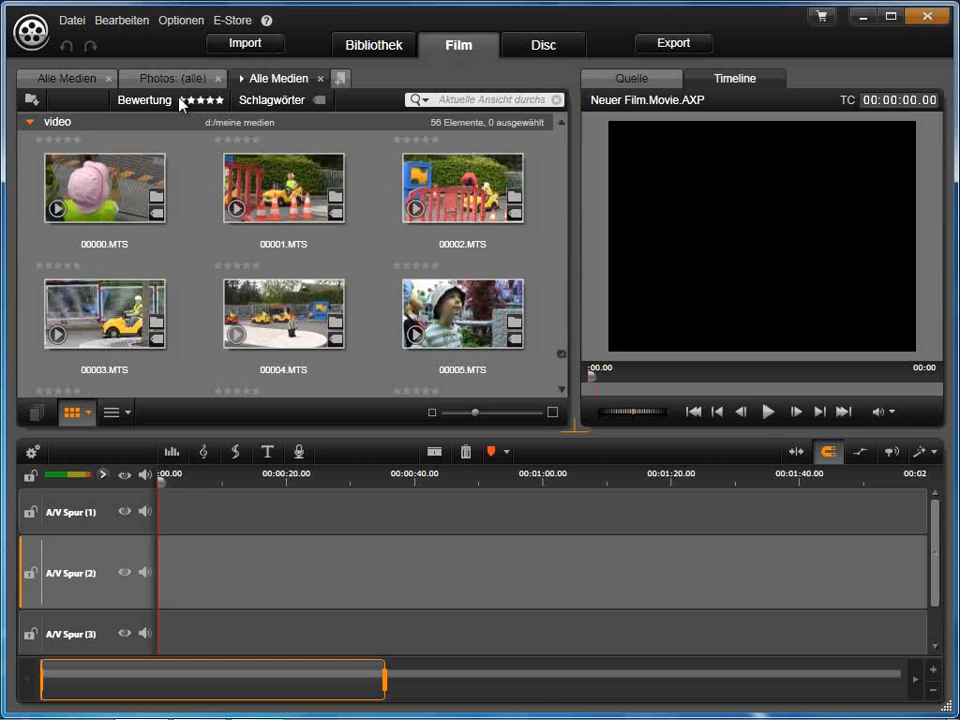 Datei Bearbeiten Optionen E-Store ?
Import Bibliothek Film Disc Export
Alle Medien Photos: (alle) Alle Medien
Quelle Timeline
Bewertung Schlagwörter Aktuelle Ansicht durchs
Neuer Film.Movie.AXP TC 00:00:00.00
video d:/meine medien 56 Elemente, 0 ausgewählt
00000.MTS 00001.MTS 00002.MTS
00003.MTS 00004.MTS 00005.MTS
:00.00 00:00
:00.00 00:00:20.00 00:00:40.00 00:01:00.00 00:01:20.00 00:01:40.00 00:02
A/V Spur (1)
A/V Spur (2)
A/V Spur (3)